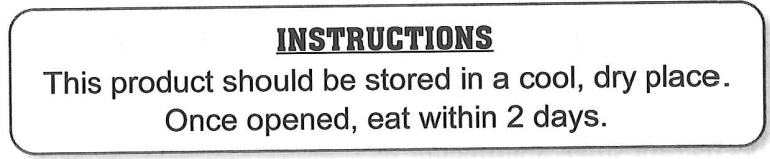 INSTRUCTIONS
This product should be stored in a cool, dry place.
Once opened, eat within 2 days.